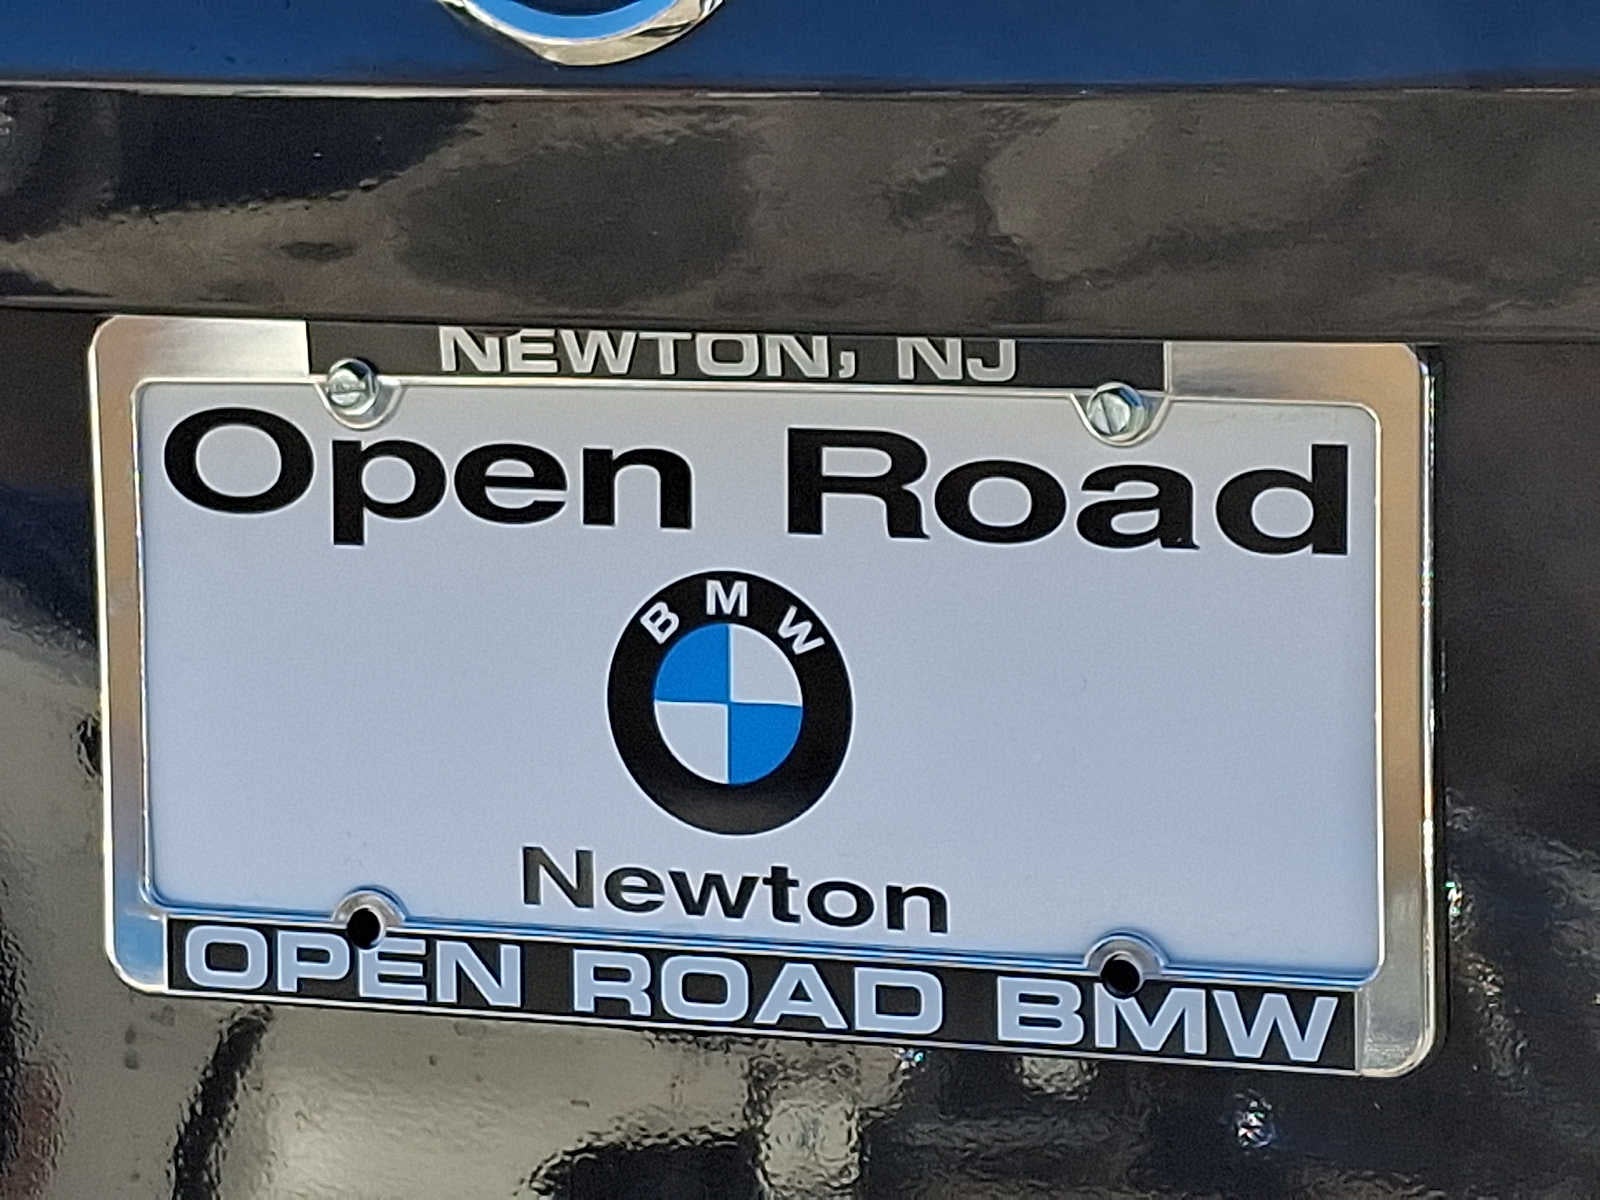 NEWTON, NJ
Open Road
BMW
Newton
OPEN ROAD BMW